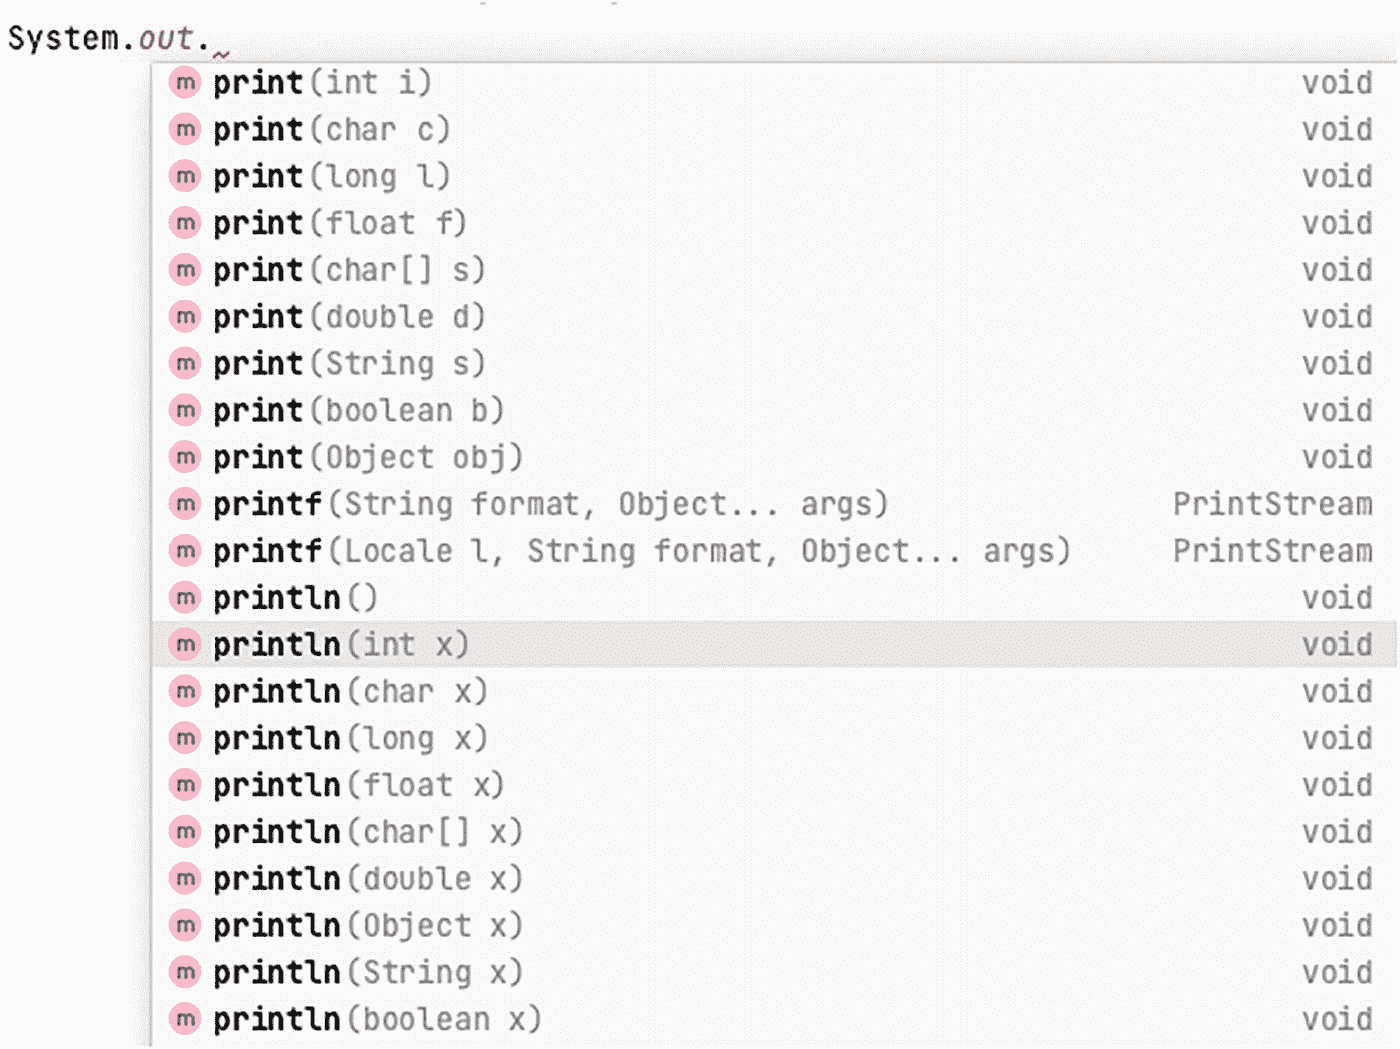 System.out.
m print(int i) void
m print(char c) void
m print(long l) void
m print(float f) void
m print(char[] s) void
m print(double d) void
m print(String s) void
m print(boolean b) void
m print(Object obj) void
m printf(String format, Object... args) PrintStream
m printf(Locale l, String format, Object... args) PrintStream
m println() void
m println(int x) void
m println(char x) void
m println(long x) void
m println(float x) void
m println(char[] x) void
m println(double x) void
m println(Object x) void
m println(String x) void
m println(boolean x) void